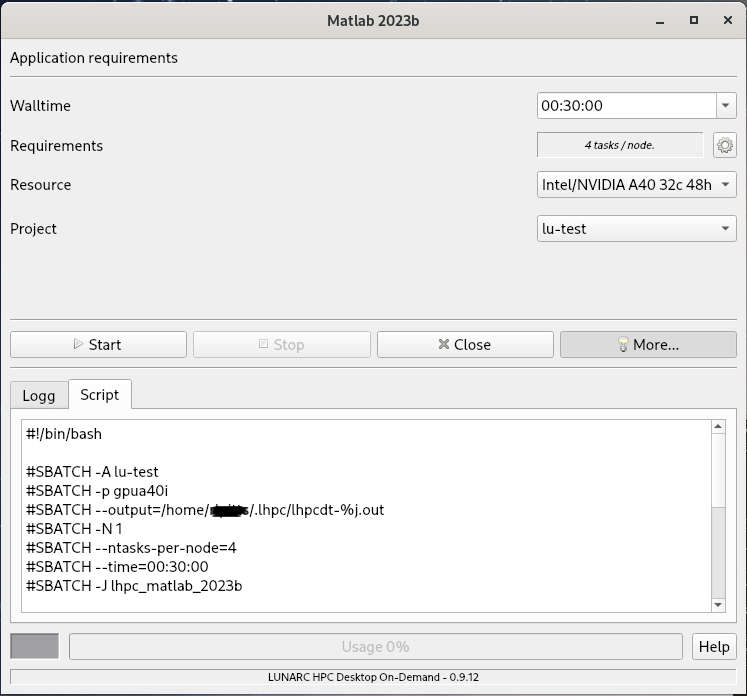 Matlab 2023b
Application requirements
Walltime 00:30:00
Requirements 4 tasks / node.
Resource Intel/NVIDIA A40 32c 48h
Project lu-test
Start Stop Close More...
Logg Script
#!/bin/bash
#SBATCH -A lu-test
#SBATCH -p gpua40i
#SBATCH --output=/home/ /.lhpc/lhpcdt-%j.out
#SBATCH -N 1
#SBATCH --ntasks-per-node=4
#SBATCH --time=00:30:00
#SBATCH -J lhpc_matlab_2023b
Usage 0% Help
LUNARC HPC Desktop On-Demand - 0.9.12